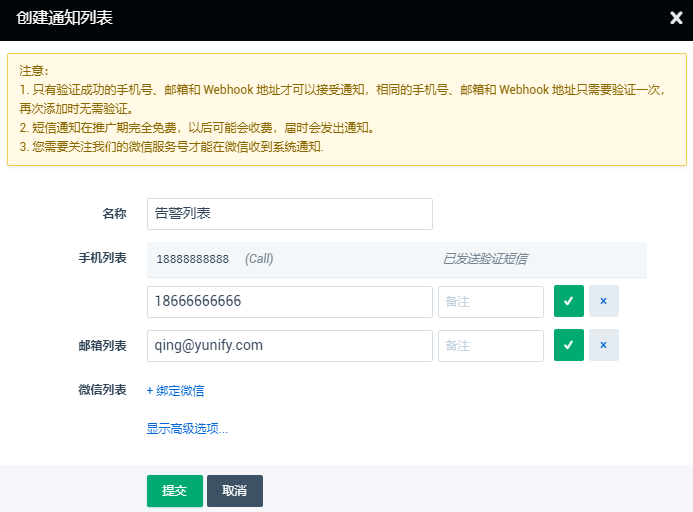 创建通知列表
注意：
1. 只有验证成功的手机号、邮箱和 Webhook 地址才可以接受通知，相同的手机号、邮箱和 Webhook 地址只需要验证一次，
再次添加时无需验证。
2. 短信通知在推广期完全免费，以后可能会收费，届时会发出通知。
3. 您需要关注我们的微信服务号才能在微信收到系统通知.
名称 告警列表
手机列表 18888888888 (Call) 已发送验证短信
18666666666 备注
邮箱列表 qing@yunify.com 备注
微信列表 + 绑定微信
显示高级选项...
提交 取消